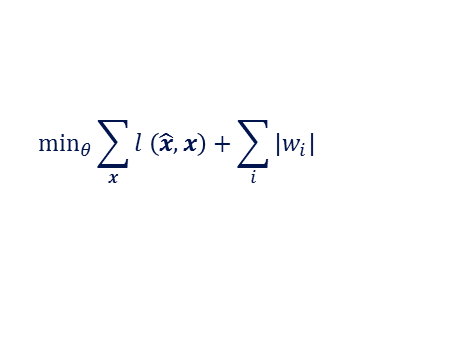 min_θ ∑_x l (x̂, x) + ∑_i |w_i|